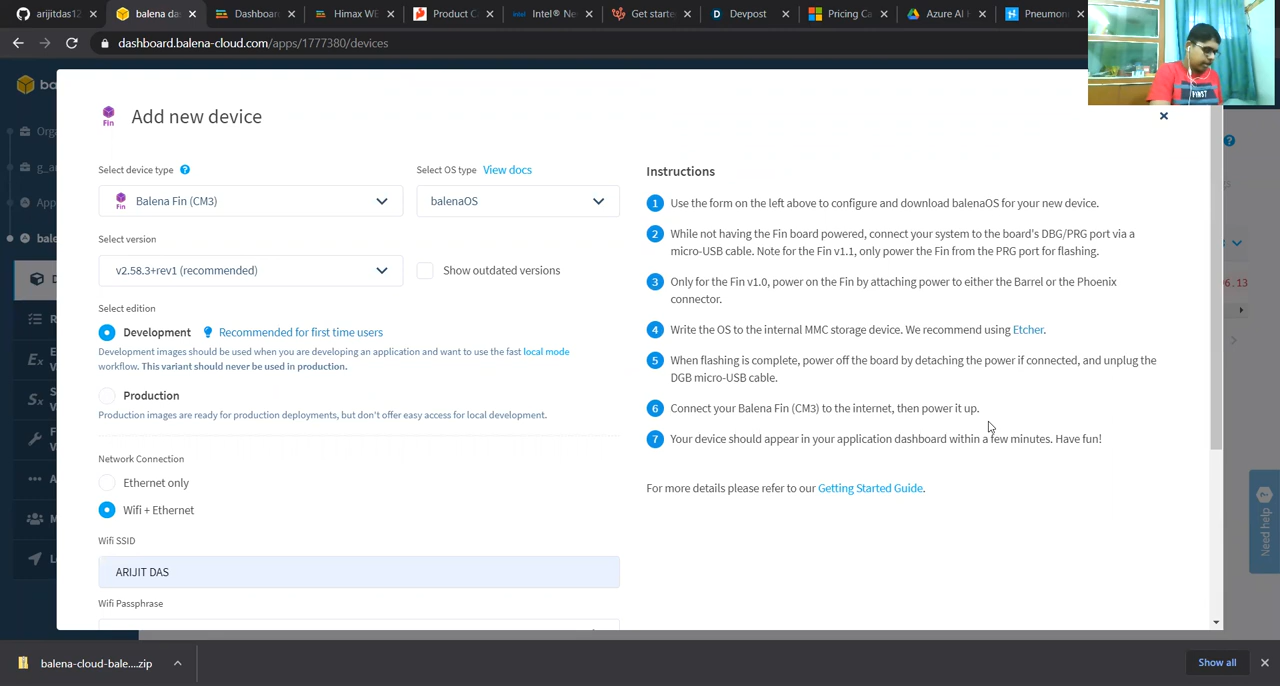 arijitdas12
balena da
Dashboar
Himax WE
Product C
Intel® Ne
Get starte
Devpost
Pricing Ca
Azure AI H
Pneumon
dashboard.balena-cloud.com/apps/1777380/devices
Fin
Add new device
Select device type
Balena Fin (CM3)
Select OS type View docs
balenaOS
Select version
v2.58.3+rev1 (recommended)
Show outdated versions
Select edition
Development Recommended for first time users
Development images should be used when you are developing an application and want to use the fast local mode
workflow. This variant should never be used in production.
Production
Production images are ready for production deployments, but don't offer easy access for local development.
Network Connection
Ethernet only
Wifi + Ethernet
Wifi SSID
ARIJIT DAS
Wifi Passphrase
Instructions
1 Use the form on the left above to configure and download balenaOS for your new device.
2 While not having the Fin board powered, connect your system to the board's DBG/PRG port via a
micro-USB cable. Note for the Fin v1.1, only power the Fin from the PRG port for flashing.
3 Only for the Fin v1.0, power on the Fin by attaching power to either the Barrel or the Phoenix
connector.
4 Write the OS to the internal MMC storage device. We recommend using Etcher.
5 When flashing is complete, power off the board by detaching the power if connected, and unplug the
DGB micro-USB cable.
6 Connect your Balena Fin (CM3) to the internet, then power it up.
7 Your device should appear in your application dashboard within a few minutes. Have fun!
For more details please refer to our Getting Started Guide.
Need help
balena-cloud-bale....zip
Show all